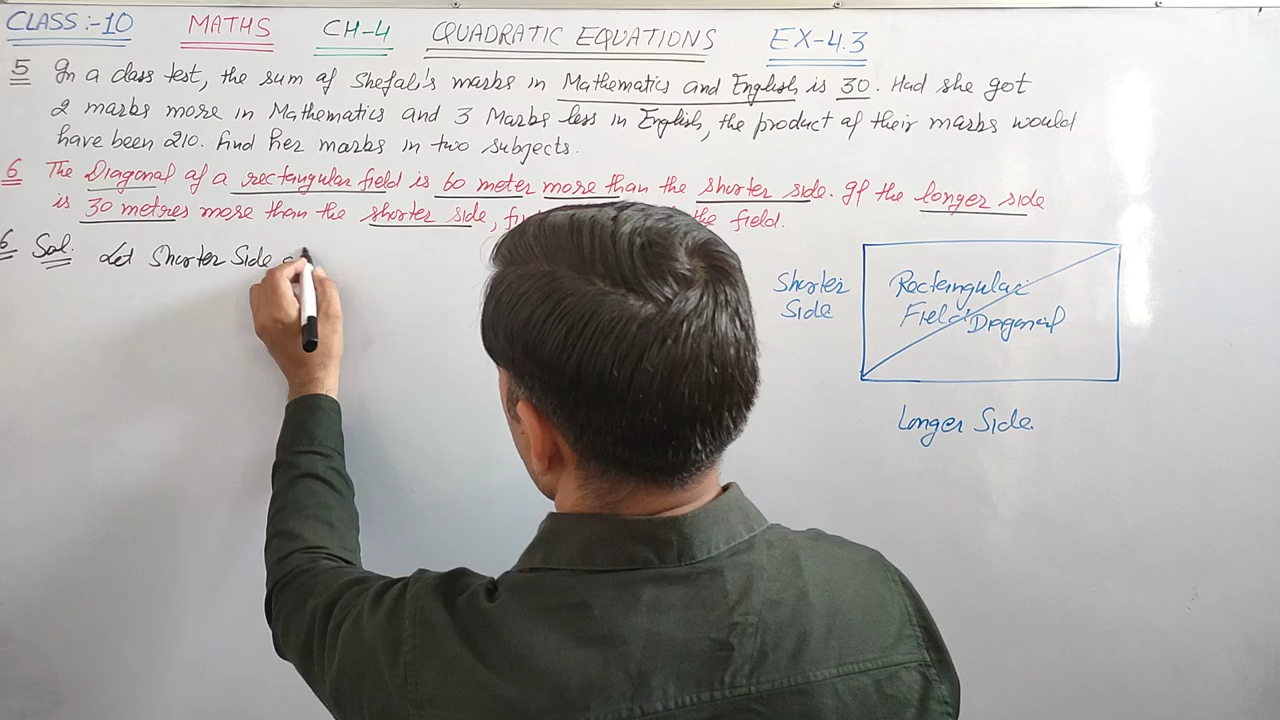 CLASS:-10 MATHS CH-4 QUADRATIC EQUATIONS EX-4.3
5 In a class test, the sum of Shefali's marks in Mathematics and English is 30. Had she got
2 marks more in Mathematics and 3 Marks less in English, the product of their marks would
have been 210. find her marks in two subjects.
6 The Diagonal of a rectangular field is 60 meter more than the shorter side. If the longer side
is 30 metres more than the shorter side, the field.
6 Sol. Let Shorter Side
Shorter
Side
Rectengular
Field
Diogonal
Longer Side.